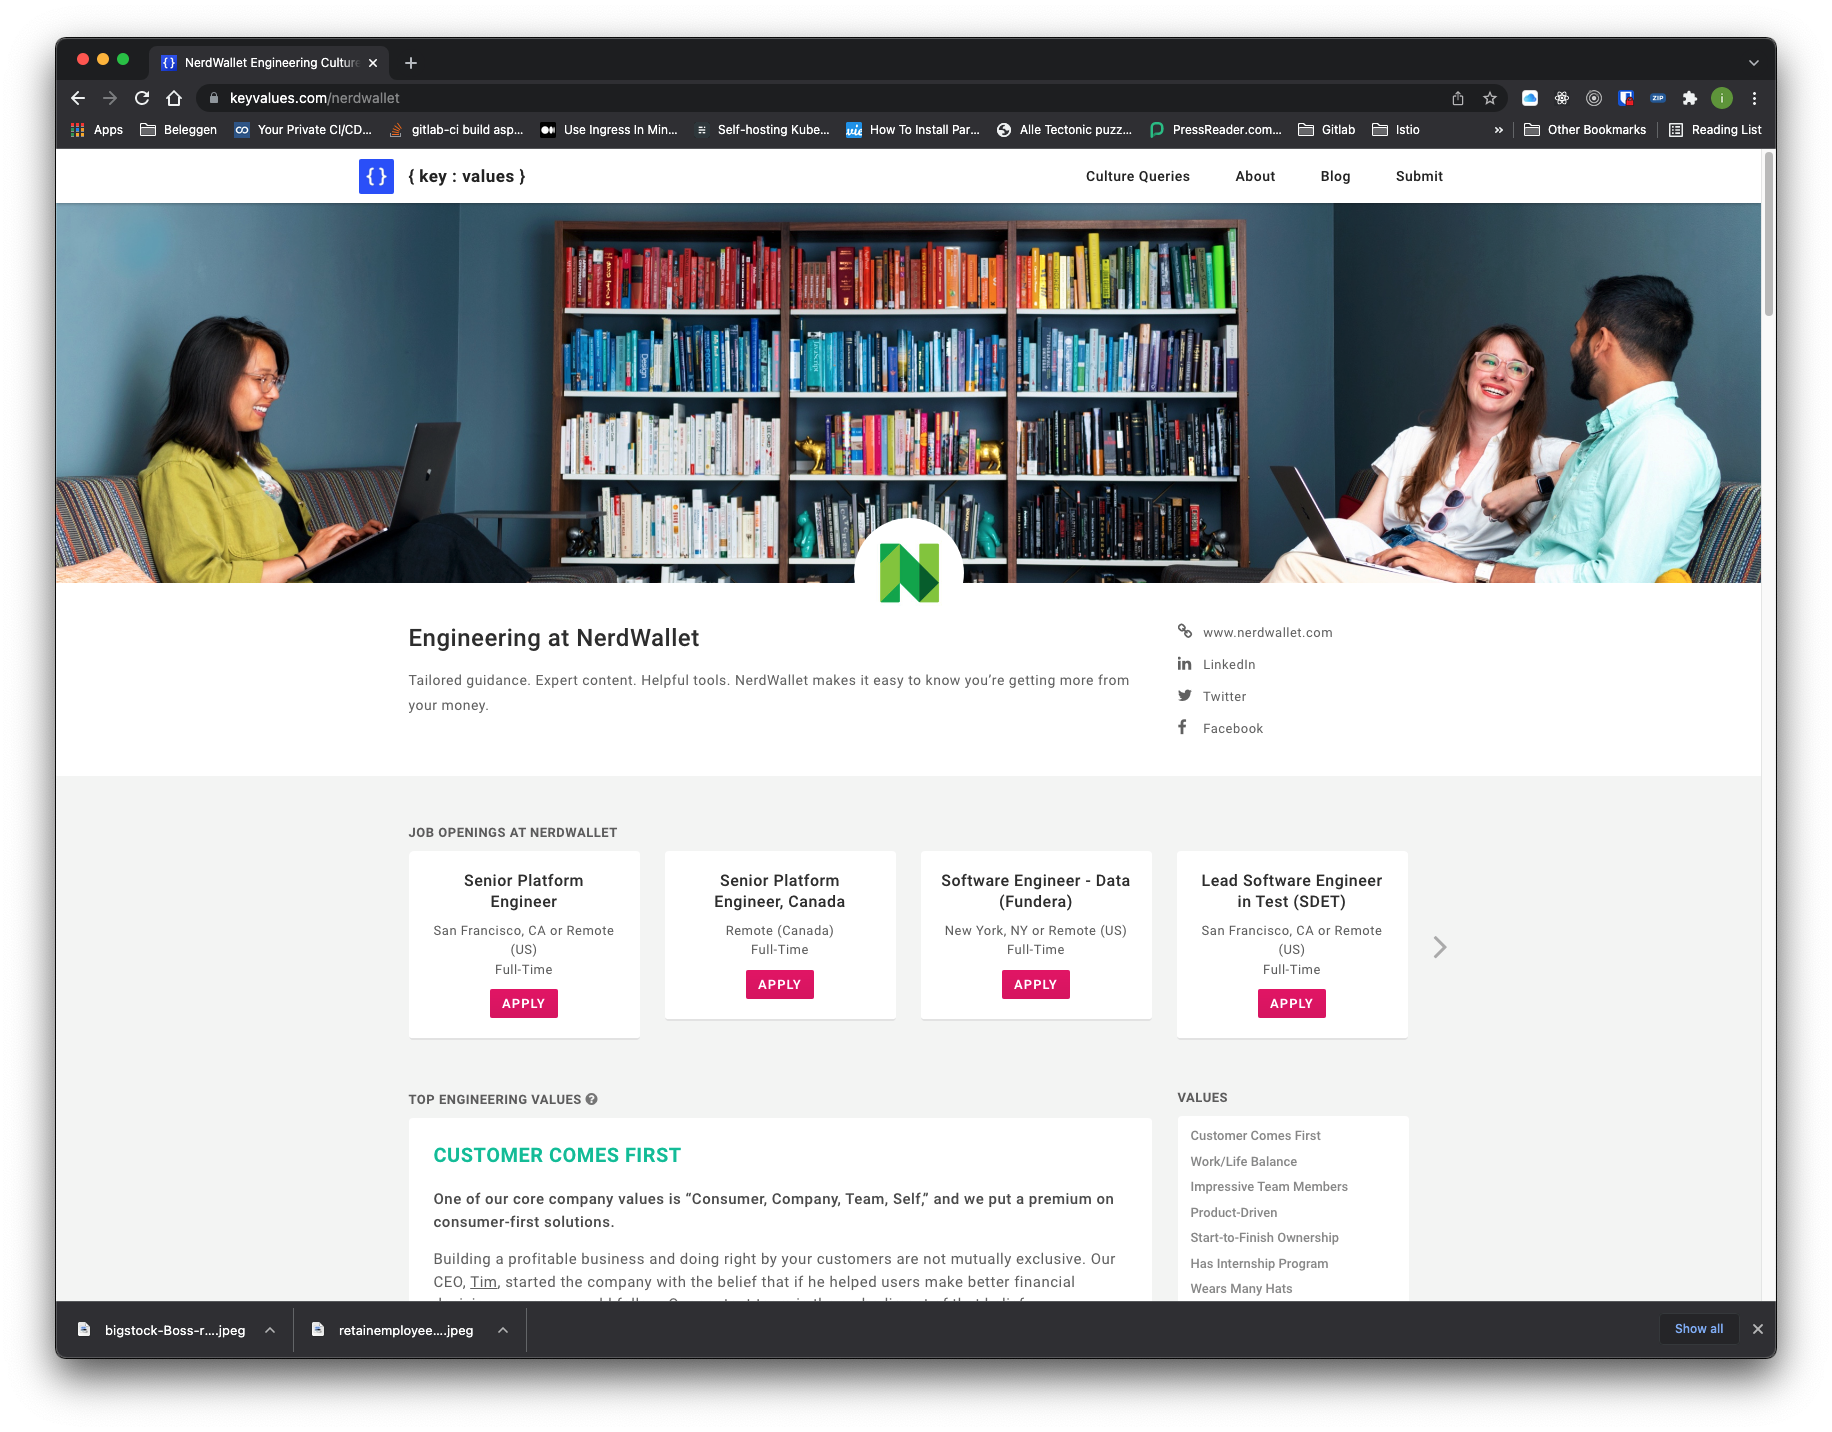 NerdWallet Engineering Culture
keyvalues.com/nerdwallet
Apps
Beleggen
Your Private CI/CD...
gitlab-ci build asp...
Use Ingress In Min...
Self-hosting Kube...
How To Install Par...
Alle Tectonic puzz...
PressReader.com...
Gitlab
Istio
»
Other Bookmarks
Reading List
{ key : values }
Culture Queries
About
Blog
Submit
Engineering at NerdWallet
Tailored guidance. Expert content. Helpful tools. NerdWallet makes it easy to know you’re getting more from
your money.
www.nerdwallet.com
LinkedIn
Twitter
Facebook
JOB OPENINGS AT NERDWALLET
Senior Platform
Engineer
San Francisco, CA or Remote
(US)
Full-Time
APPLY
Senior Platform
Engineer, Canada
Remote (Canada)
Full-Time
APPLY
Software Engineer - Data
(Fundera)
New York, NY or Remote (US)
Full-Time
APPLY
Lead Software Engineer
in Test (SDET)
San Francisco, CA or Remote
(US)
Full-Time
APPLY
TOP ENGINEERING VALUES
CUSTOMER COMES FIRST
One of our core company values is “Consumer, Company, Team, Self,” and we put a premium on
consumer-first solutions.
Building a profitable business and doing right by your customers are not mutually exclusive. Our
CEO, Tim, started the company with the belief that if he helped users make better financial
VALUES
Customer Comes First
Work/Life Balance
Impressive Team Members
Product-Driven
Start-to-Finish Ownership
Has Internship Program
Wears Many Hats
bigstock-Boss-r....jpeg
retainemployee....jpeg
Show all